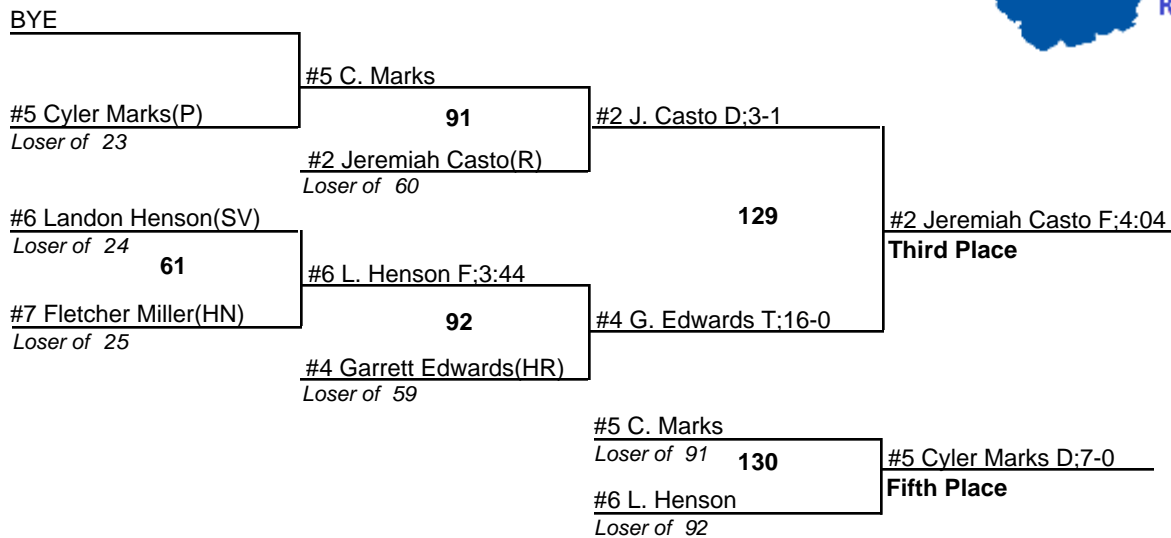 BYE
R
#5 C. Marks
#5 Cyler Marks(P)
Loser of 23
91
#2 J. Casto D;3-1
#2 Jeremiah Casto(R)
Loser of 60
#6 Landon Henson(SV)
Loser of 24
129
#2 Jeremiah Casto F;4:04
Third Place
61
#6 L. Henson F;3:44
#7 Fletcher Miller(HN)
Loser of 25
92
#4 G. Edwards T;16-0
#4 Garrett Edwards(HR)
Loser of 59
#5 C. Marks
Loser of 91
130
#5 Cyler Marks D;7-0
Fifth Place
#6 L. Henson
Loser of 92